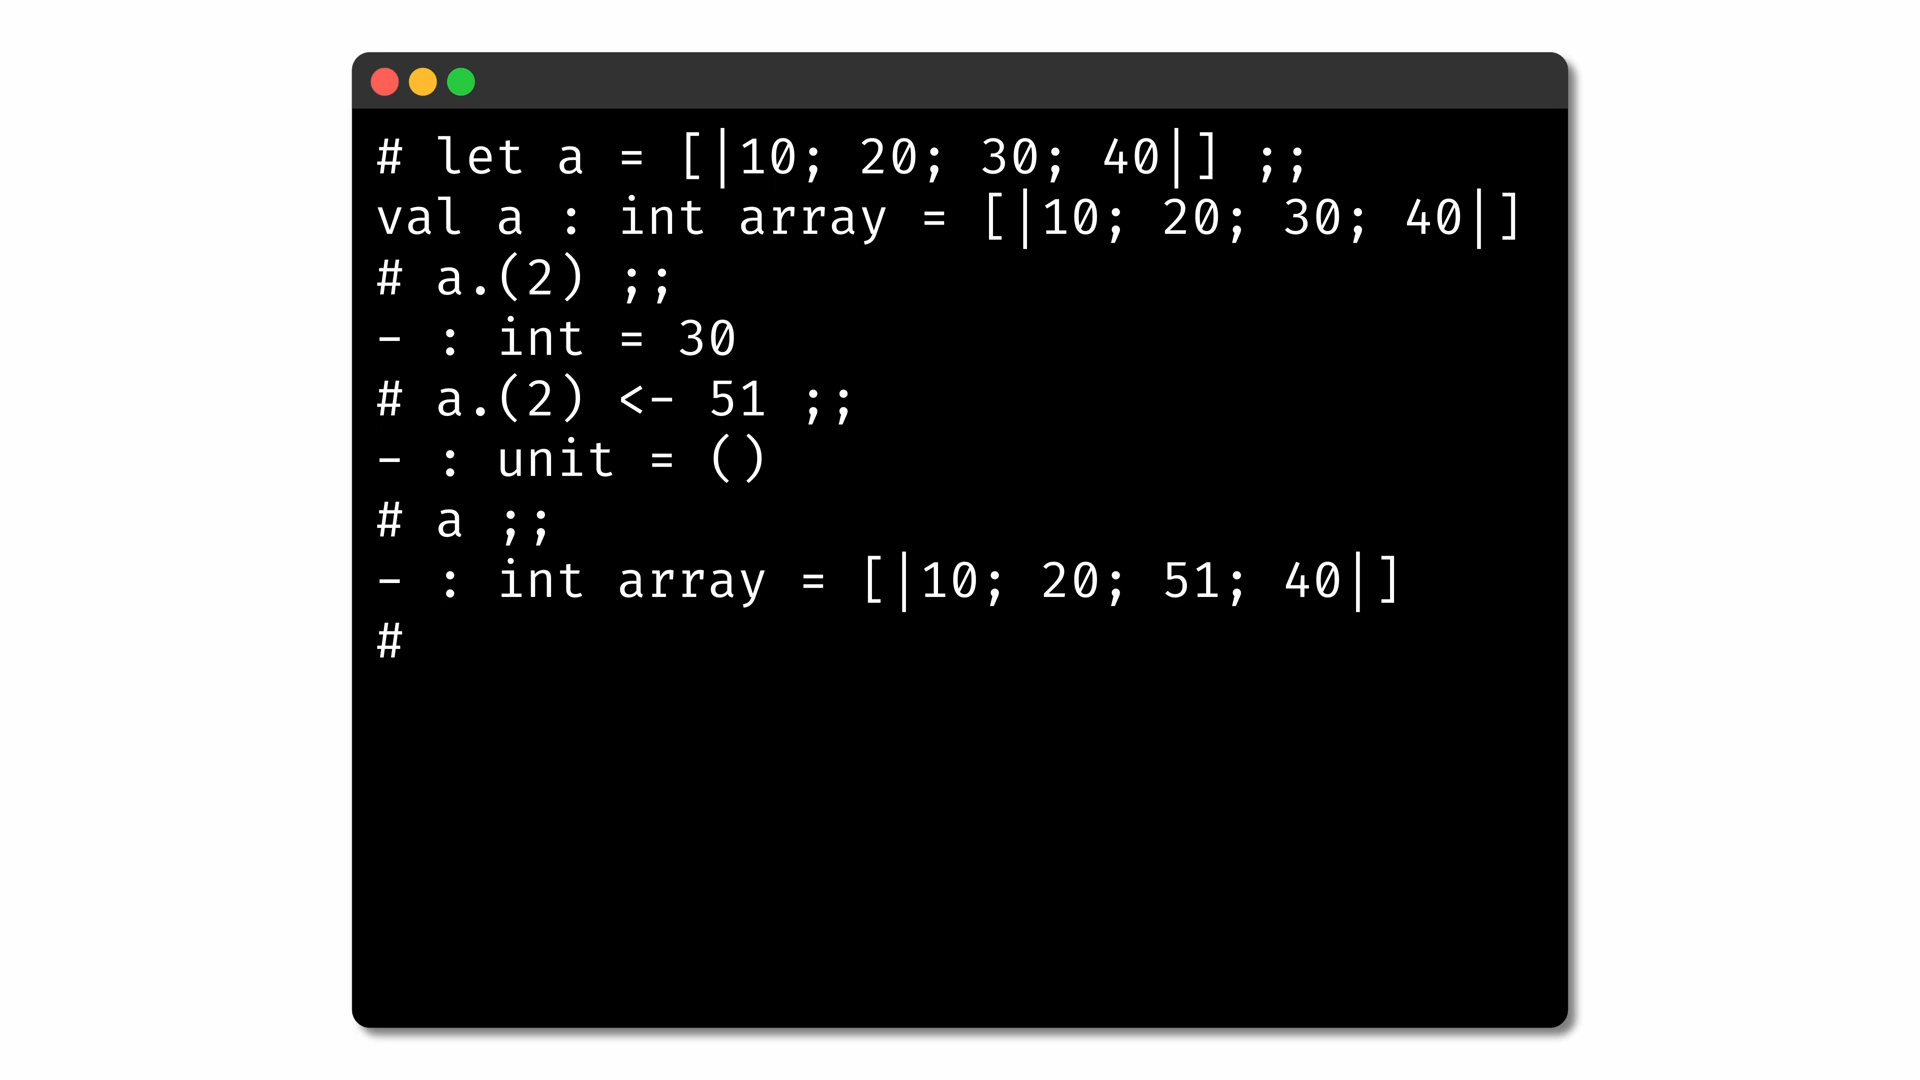 # let a = [|10; 20; 30; 40|] ;;
val a : int array = [|10; 20; 30; 40|]
# a.(2) ;;
- : int = 30
# a.(2) <- 51 ;;
- : unit = ()
# a ;;
- : int array = [|10; 20; 51; 40|]
#